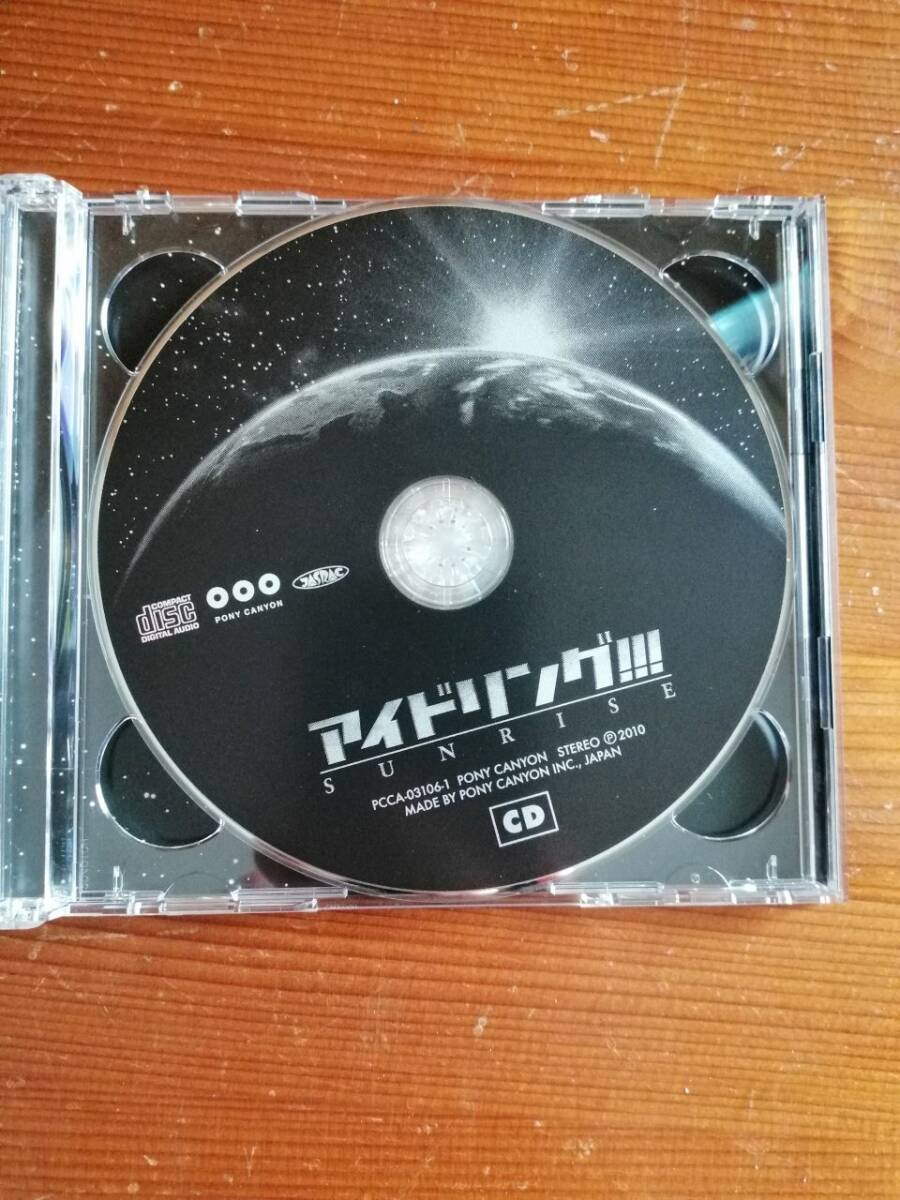 COMPACT
disc
DIGITAL AUDIO
PONY CANYON
JASRAC
アイドリング!!!
SUNRISE
PCCA-03106-1 PONY CANYON STEREO Ⓟ2010
MADE BY PONY CANYON INC., JAPAN
CD